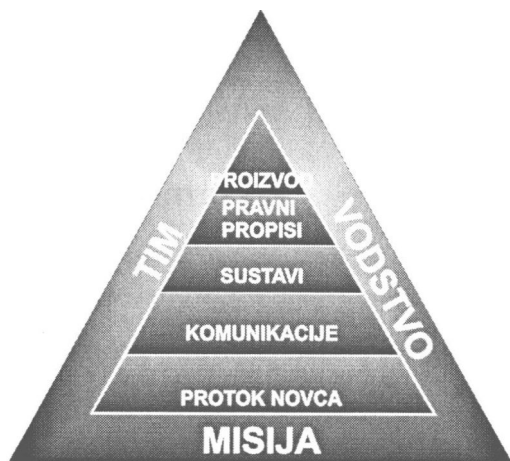 PROIZVOD
PRAVNI
PROPISI
TIM
VODSTVO
SUSTAVI
KOMUNIKACIJE
PROTOK NOVCA
MISIJA